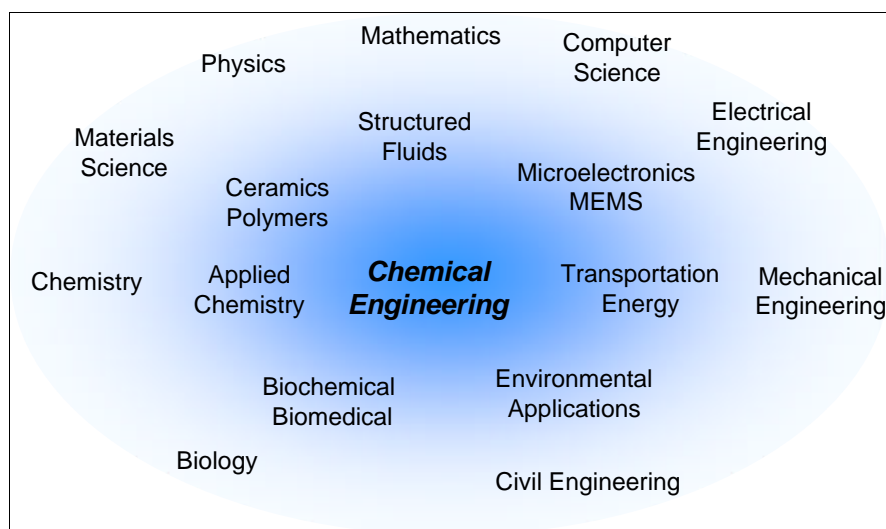 Mathematics
Physics
Computer
Science
Electrical
Engineering
Materials
Science
Structured
Fluids
Microelectronics
MEMS
Ceramics
Polymers
Chemistry
Applied
Chemistry
Chemical
Engineering
Transportation
Energy
Mechanical
Engineering
Biochemical
Biomedical
Environmental
Applications
Biology
Civil Engineering